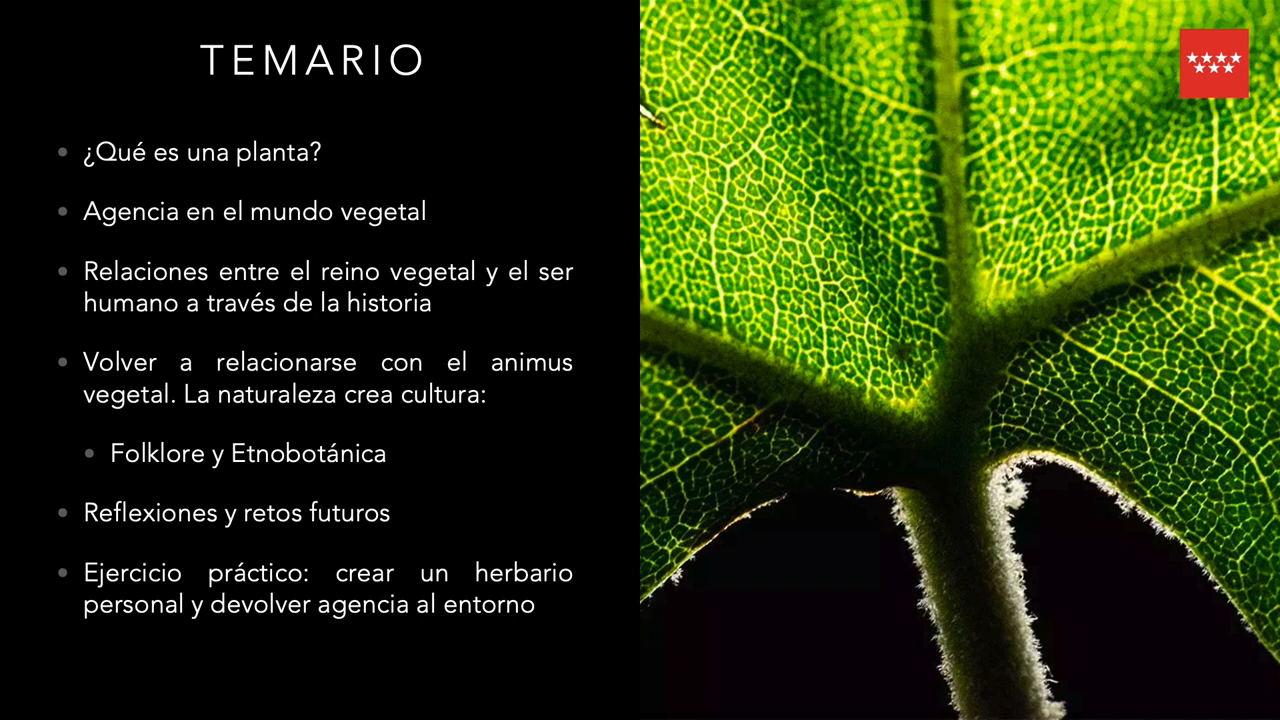 TEMARIO
¿Qué es una planta?
Agencia en el mundo vegetal
Relaciones entre el reino vegetal y el ser
humano a través de la historia
Volver a relacionarse con el animus
vegetal. La naturaleza crea cultura:
Folklore y Etnobotánica
Reflexiones y retos futuros
Ejercicio práctico: crear un herbario
personal y devolver agencia al entorno